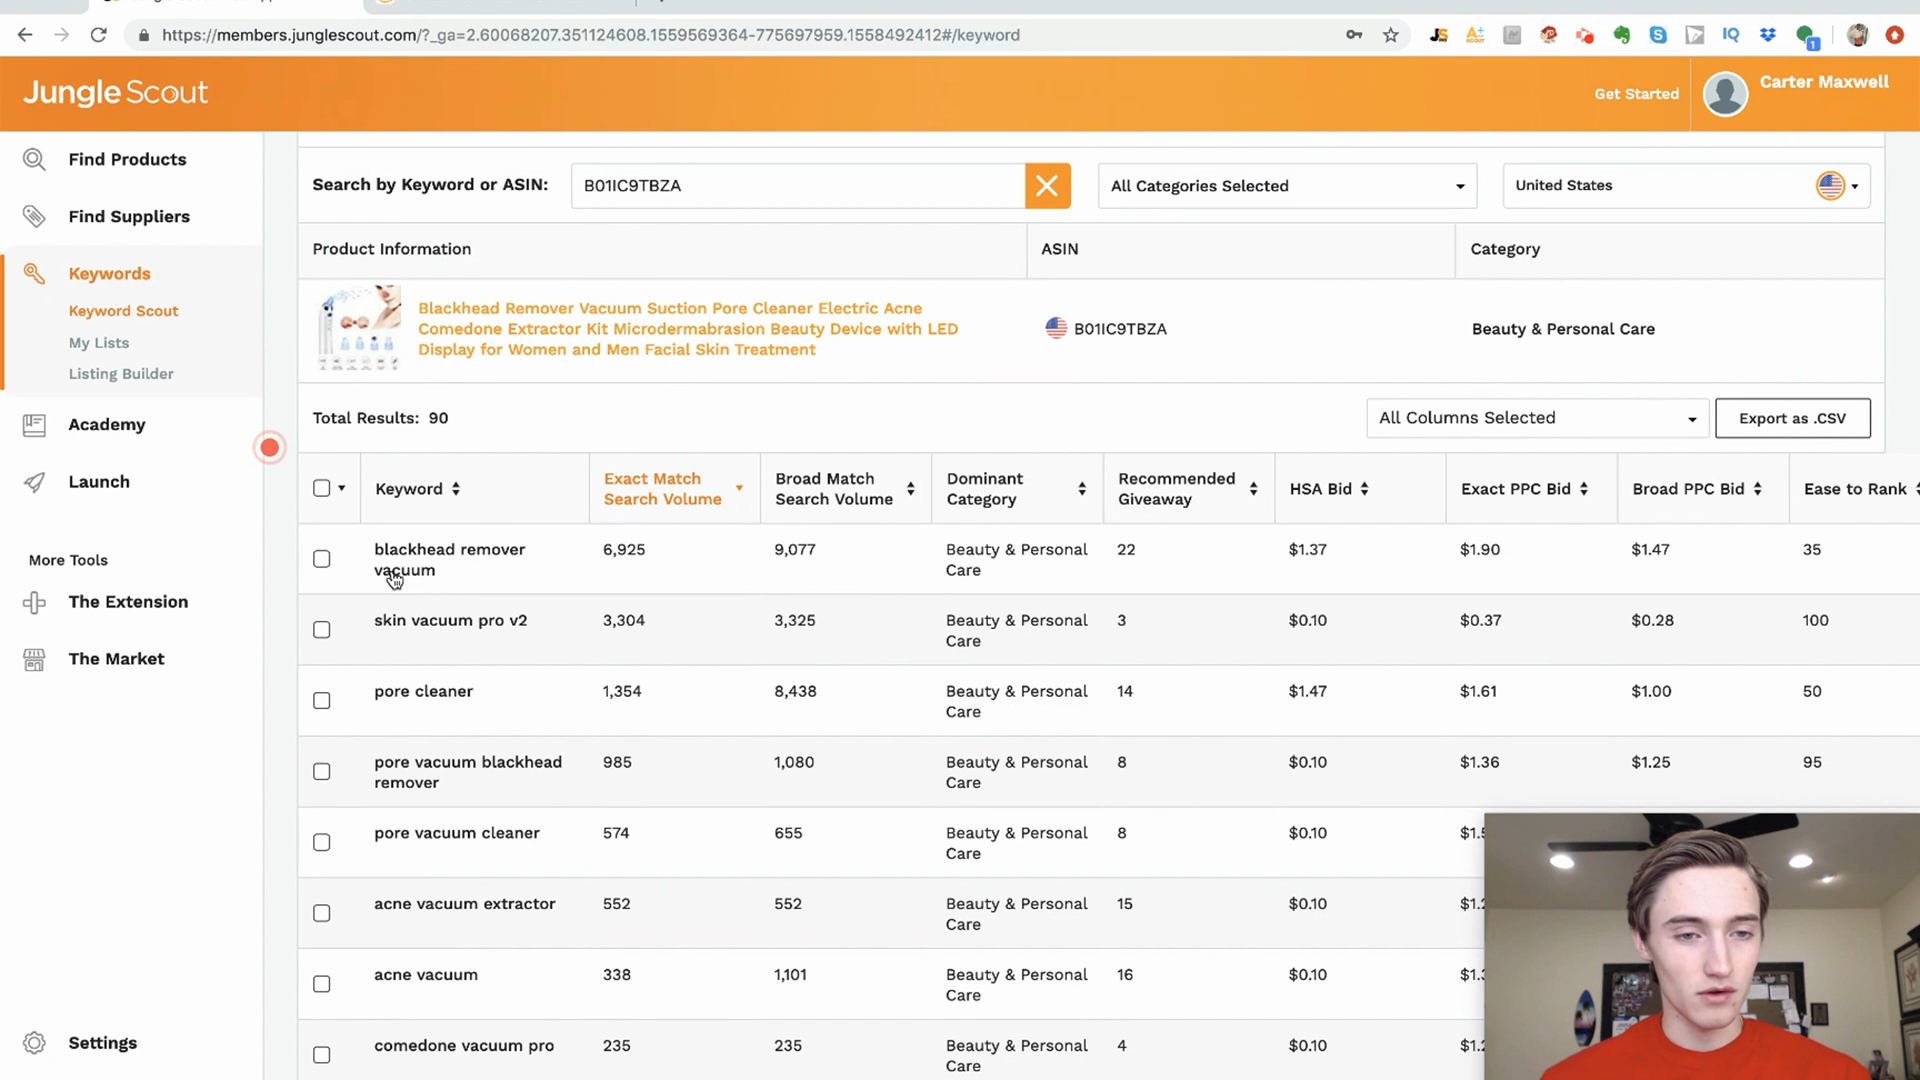 https://members.junglescout.com/?_ga=2.60068207.351124608.1559569364-775697959.1558492412#/keyword
JS
IQ
1
Jungle Scout
Get Started
Carter Maxwell
Find Products
Find Suppliers
Keywords
Keyword Scout
My Lists
Listing Builder
Academy
Launch
More Tools
The Extension
The Market
Settings
Search by Keyword or ASIN:
B01IC9TBZA
All Categories Selected
United States
Product Information
ASIN
Category
Blackhead Remover Vacuum Suction Pore Cleaner Electric Acne
Comedone Extractor Kit Microdermabrasion Beauty Device with LED
Display for Women and Men Facial Skin Treatment
B01IC9TBZA
Beauty & Personal Care
Total Results: 90
All Columns Selected
Export as .CSV
Keyword
Exact Match
Search Volume
Broad Match
Search Volume
Dominant
Category
Recommended
Giveaway
HSA Bid
Exact PPC Bid
Broad PPC Bid
Ease to Rank
blackhead remover
vacuum
6,925
9,077
Beauty & Personal
Care
22
$1.37
$1.90
$1.47
35
skin vacuum pro v2
3,304
3,325
Beauty & Personal
Care
3
$0.10
$0.37
$0.28
100
pore cleaner
1,354
8,438
Beauty & Personal
Care
14
$1.47
$1.61
$1.00
50
pore vacuum blackhead
remover
985
1,080
Beauty & Personal
Care
8
$0.10
$1.36
$1.25
95
pore vacuum cleaner
574
655
Beauty & Personal
Care
8
$0.10
acne vacuum extractor
552
552
Beauty & Personal
Care
15
$0.10
acne vacuum
338
1,101
Beauty & Personal
Care
16
$0.10
comedone vacuum pro
235
235
Beauty & Personal
Care
4
$0.10